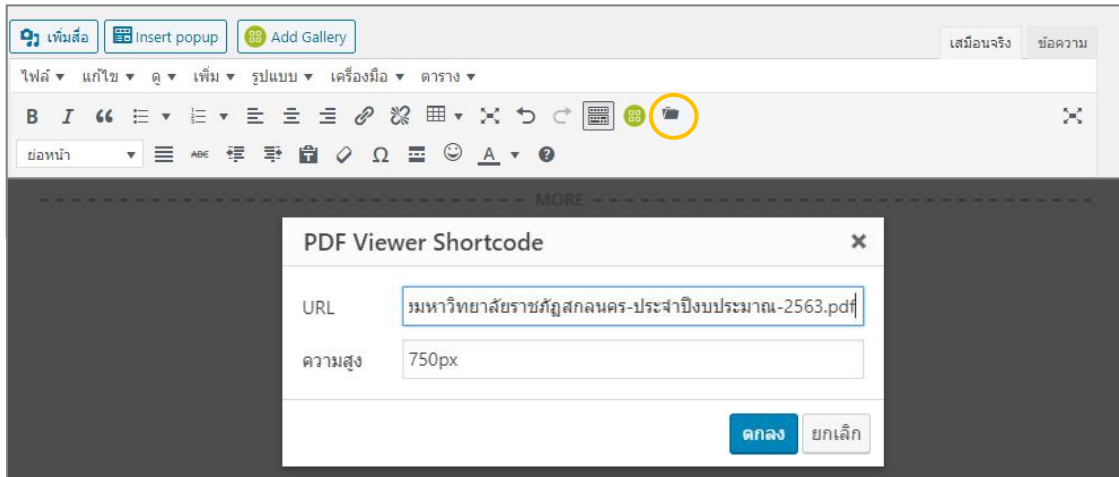 เพิ่มสื่อ Insert popup Add Gallery
เสมือนจริง ข้อความ
ไฟล์ แก้ไข ดู เพิ่ม รูปแบบ เครื่องมือ ตาราง
B I
ย่อหน้า ABC Ω A
MORE
PDF Viewer Shortcode
URL วมหาวิทยาลัยราชภัฏสกลนคร-ประจำปีงบประมาณ-2563.pdf
ความสูง 750px
ตกลง ยกเลิก